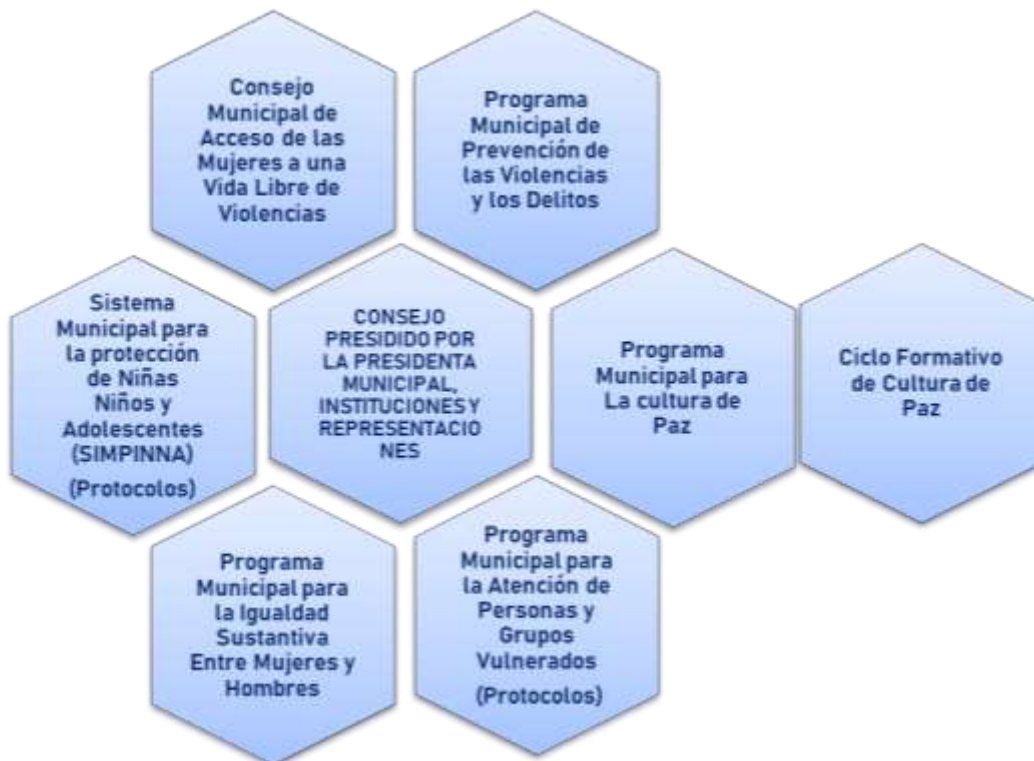 Consejo
Municipal de
Acceso de las
Mujeres a una
Vida Libre de
Violencias
Programa
Municipal de
Prevención de
las Violencias
y los Delitos
Sistema
Municipal para
la protección
de Niñas
Niños y
Adolescentes
(SIMPINNA)
(Protocolos)
CONSEJO
PRESIDIDO POR
LA PRESIDENTA
MUNICIPAL,
INSTITUCIONES Y
REPRESENTACIO
NES
Programa
Municipal para
La cultura de
Paz
Ciclo Formativo
de Cultura de
Paz
Programa
Municipal para
la Igualdad
Sustantiva
Entre Mujeres y
Hombres
Programa
Municipal para
la Atención de
Personas y
Grupos
Vulnerados
(Protocolos)